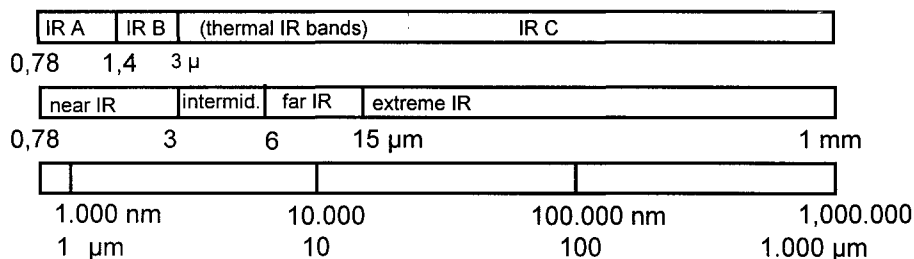 IR A IR B (thermal IR bands) IR C
0,78 1,4 3 µ
near IR intermid. far IR extreme IR
0,78 3 6 15 µm 1 mm
1.000 nm 10.000 100.000 nm 1,000.000
1 µm 10 100 1.000 µm